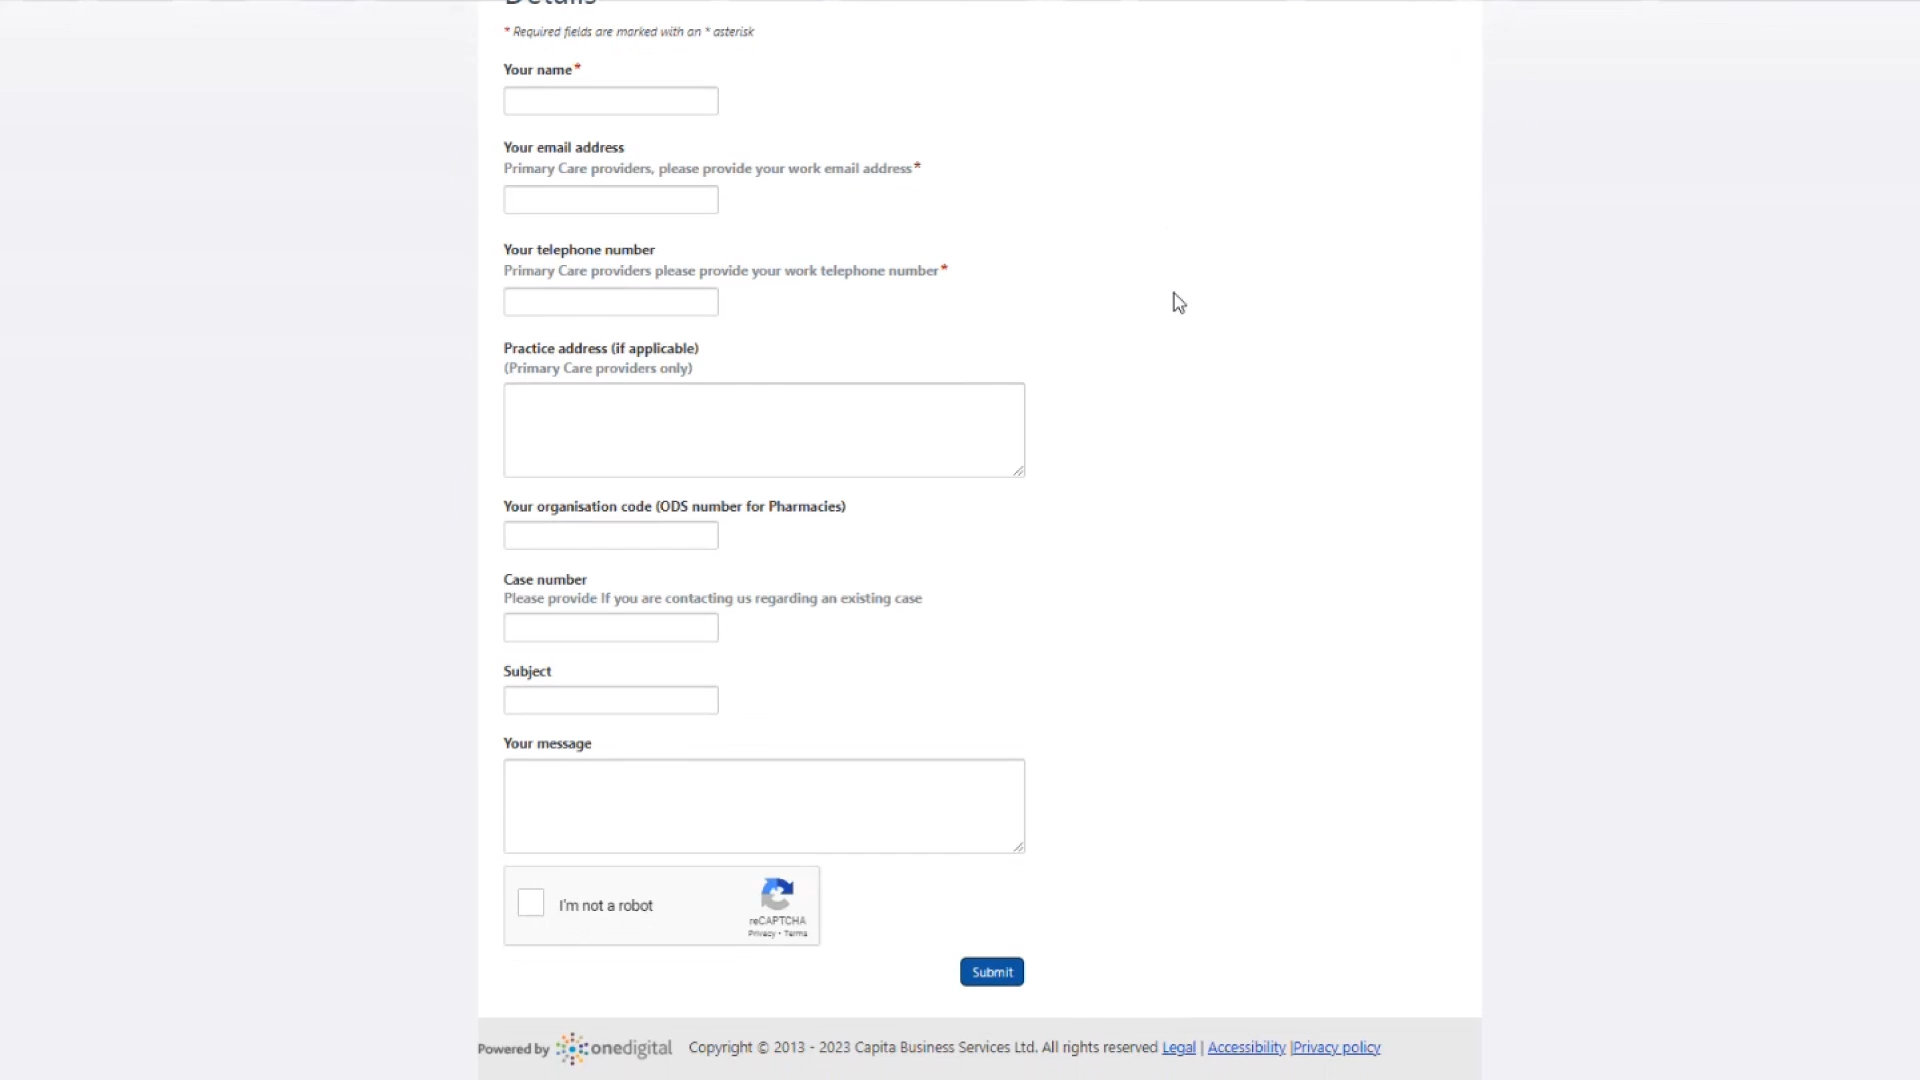 Details
* Required fields are marked with an * asterisk
Your name*
Your email address
Primary Care providers, please provide your work email address*
Your telephone number
Primary Care providers please provide your work telephone number*
Practice address (if applicable)
(Primary Care providers only)
Your organisation code (ODS number for Pharmacies)
Case number
Please provide If you are contacting us regarding an existing case
Subject
Your message
I'm not a robot
reCAPTCHA
Privacy - Terms
Submit
Powered by onedigital Copyright © 2013 - 2023 Capita Business Services Ltd. All rights reserved Legal | Accessibility |Privacy policy